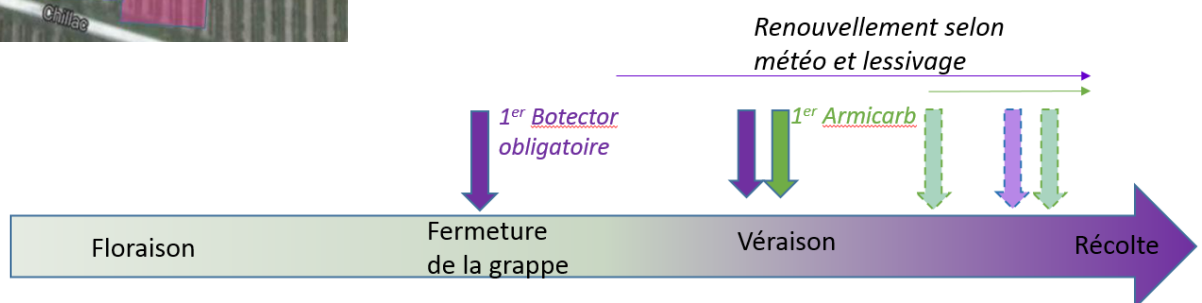 Chillac
Renouvellement selon
météo et lessivage
1er Botector
obligatoire
1er Armicarb
Floraison
Fermeture
de la grappe
Véraison
Récolte